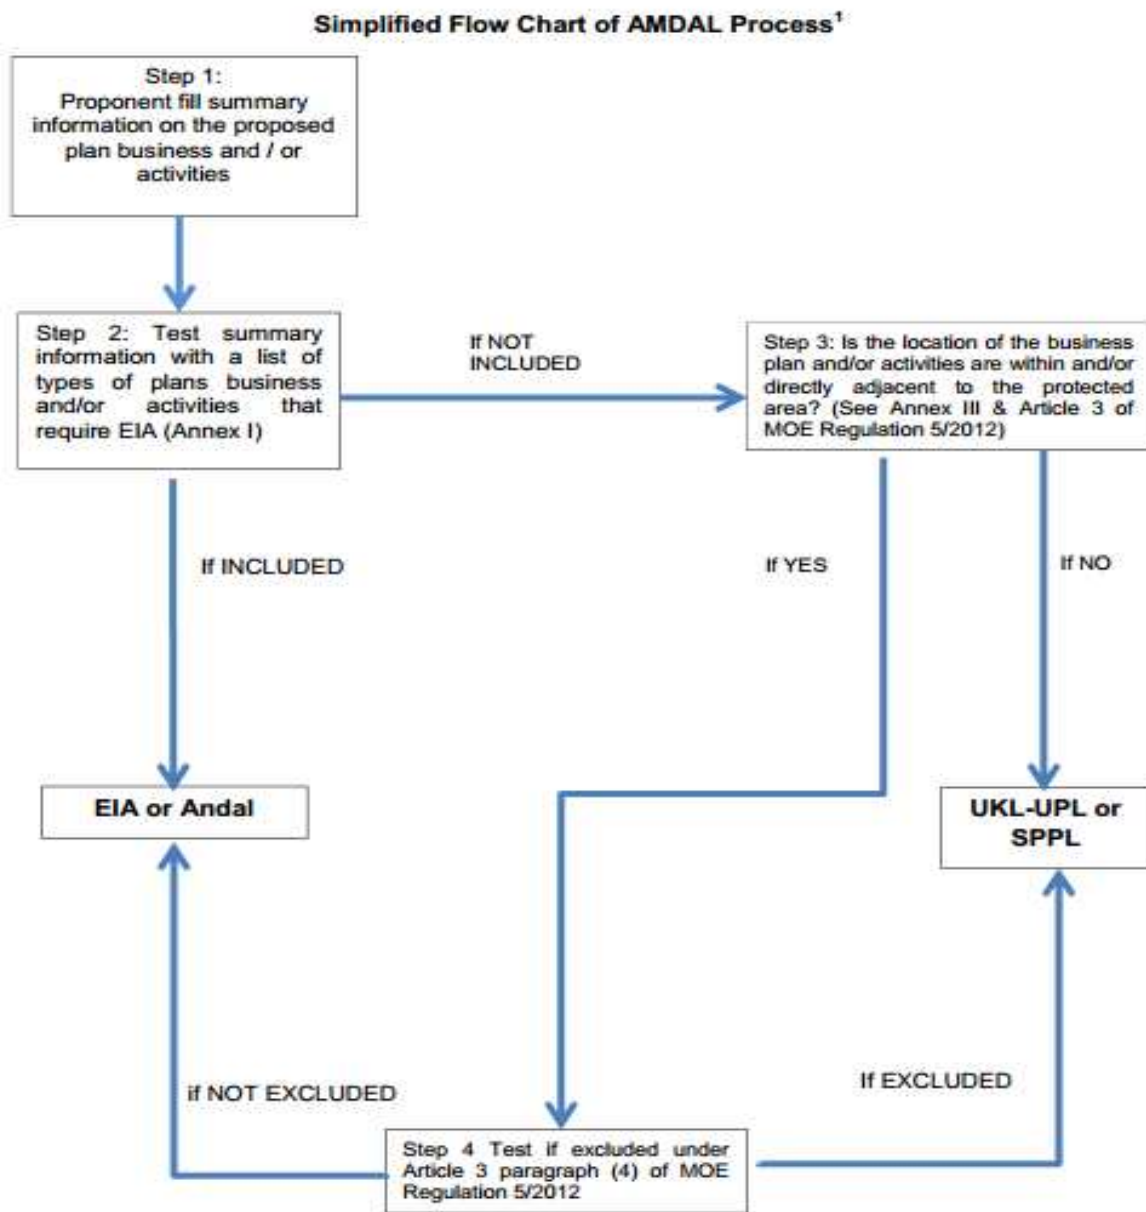 Simplified Flow Chart of AMDAL Process¹
Step 1:
Proponent fill summary
information on the proposed
plan business and / or
activities
Step 2: Test summary
information with a list of
types of plans business
and/or activities that
require EIA (Annex I)
If NOT
INCLUDED
Step 3: Is the location of the business
plan and/or activities are within and/or
directly adjacent to the protected
area? (See Annex III & Article 3 of
MOE Regulation 5/2012)
If INCLUDED
If YES
If NO
EIA or Andal
UKL-UPL or
SPPL
if NOT EXCLUDED
If EXCLUDED
Step 4 Test if excluded under
Article 3 paragraph (4) of MOE
Regulation 5/2012